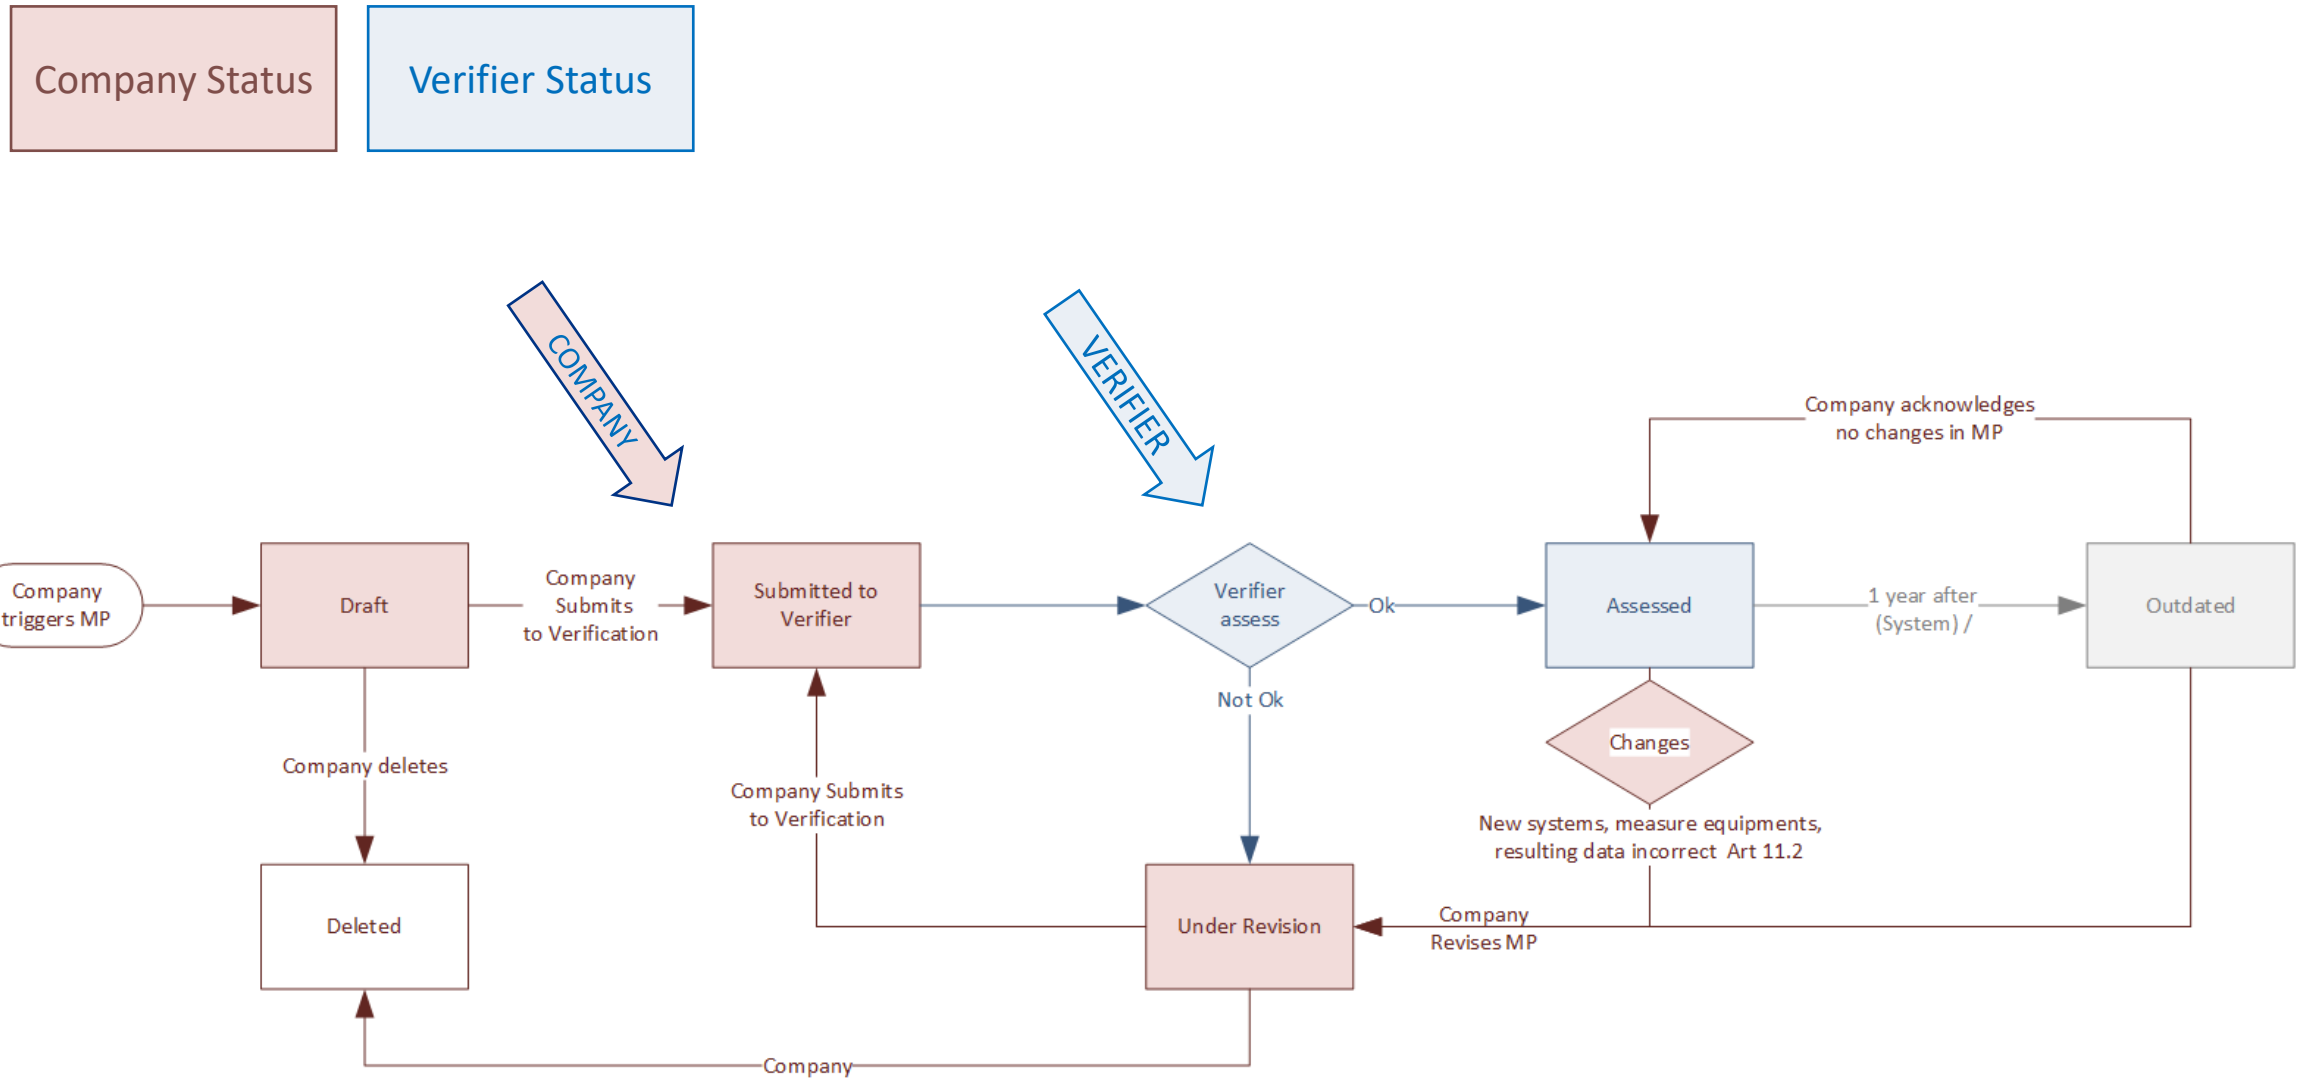 Company Status
Verifier Status
COMPANY
VERIFIER
Company acknowledges
no changes in MP
Company
triggers MP
Draft
Company
Submits
to Verification
Submitted to
Verifier
Verifier
assess
Ok
Assessed
1 year after
(System) /
Outdated
Not Ok
Changes
Company deletes
Company Submits
to Verification
New systems, measure equipments,
resulting data incorrect Art 11.2
Deleted
Under Revision
Company
Revises MP
Company